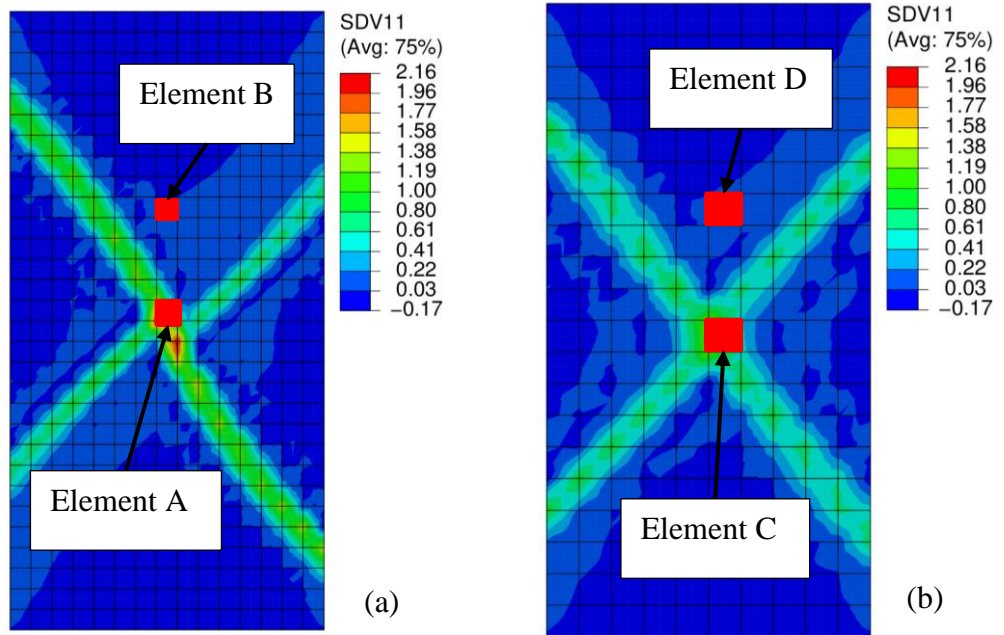 SDV11
(Avg: 75%)
2.16
1.96
1.77
1.58
1.38
1.19
1.00
0.80
0.61
0.41
0.22
0.03
−0.17
Element B
Element A
(a)
SDV11
(Avg: 75%)
2.16
1.96
1.77
1.58
1.38
1.19
1.00
0.80
0.61
0.41
0.22
0.03
−0.17
Element D
Element C
(b)